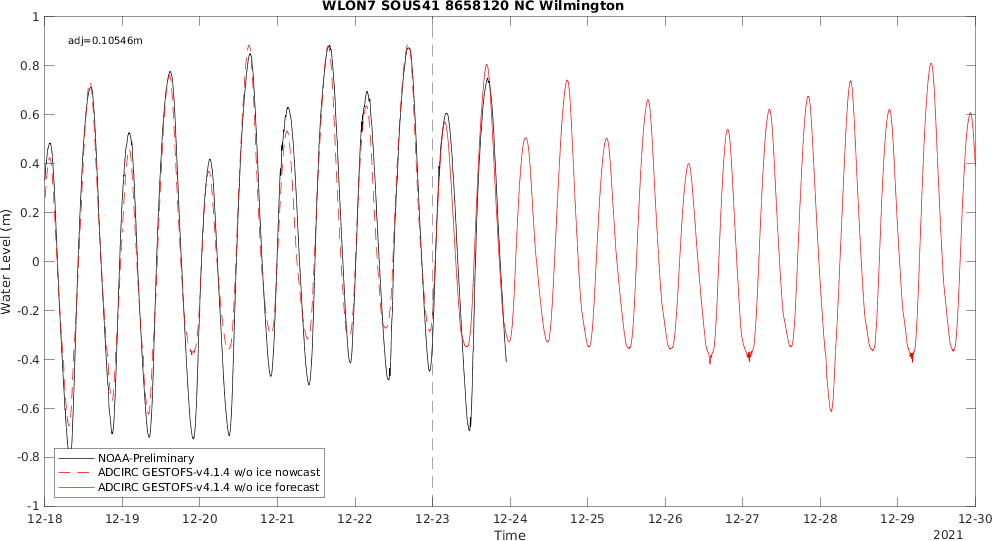 WLON7 SOUS41 8658120 NC Wilmington
adj=0.10546m
1
0.8
0.6
0.4
0.2
0
-0.2
-0.4
-0.6
-0.8
-1
Water Level (m)
NOAA-Preliminary
ADCIRC GESTOFS-v4.1.4 w/o ice nowcast
ADCIRC GESTOFS-v4.1.4 w/o ice forecast
12-18 12-19 12-20 12-21 12-22 12-23 12-24 12-25 12-26 12-27 12-28 12-29 12-30
Time
2021